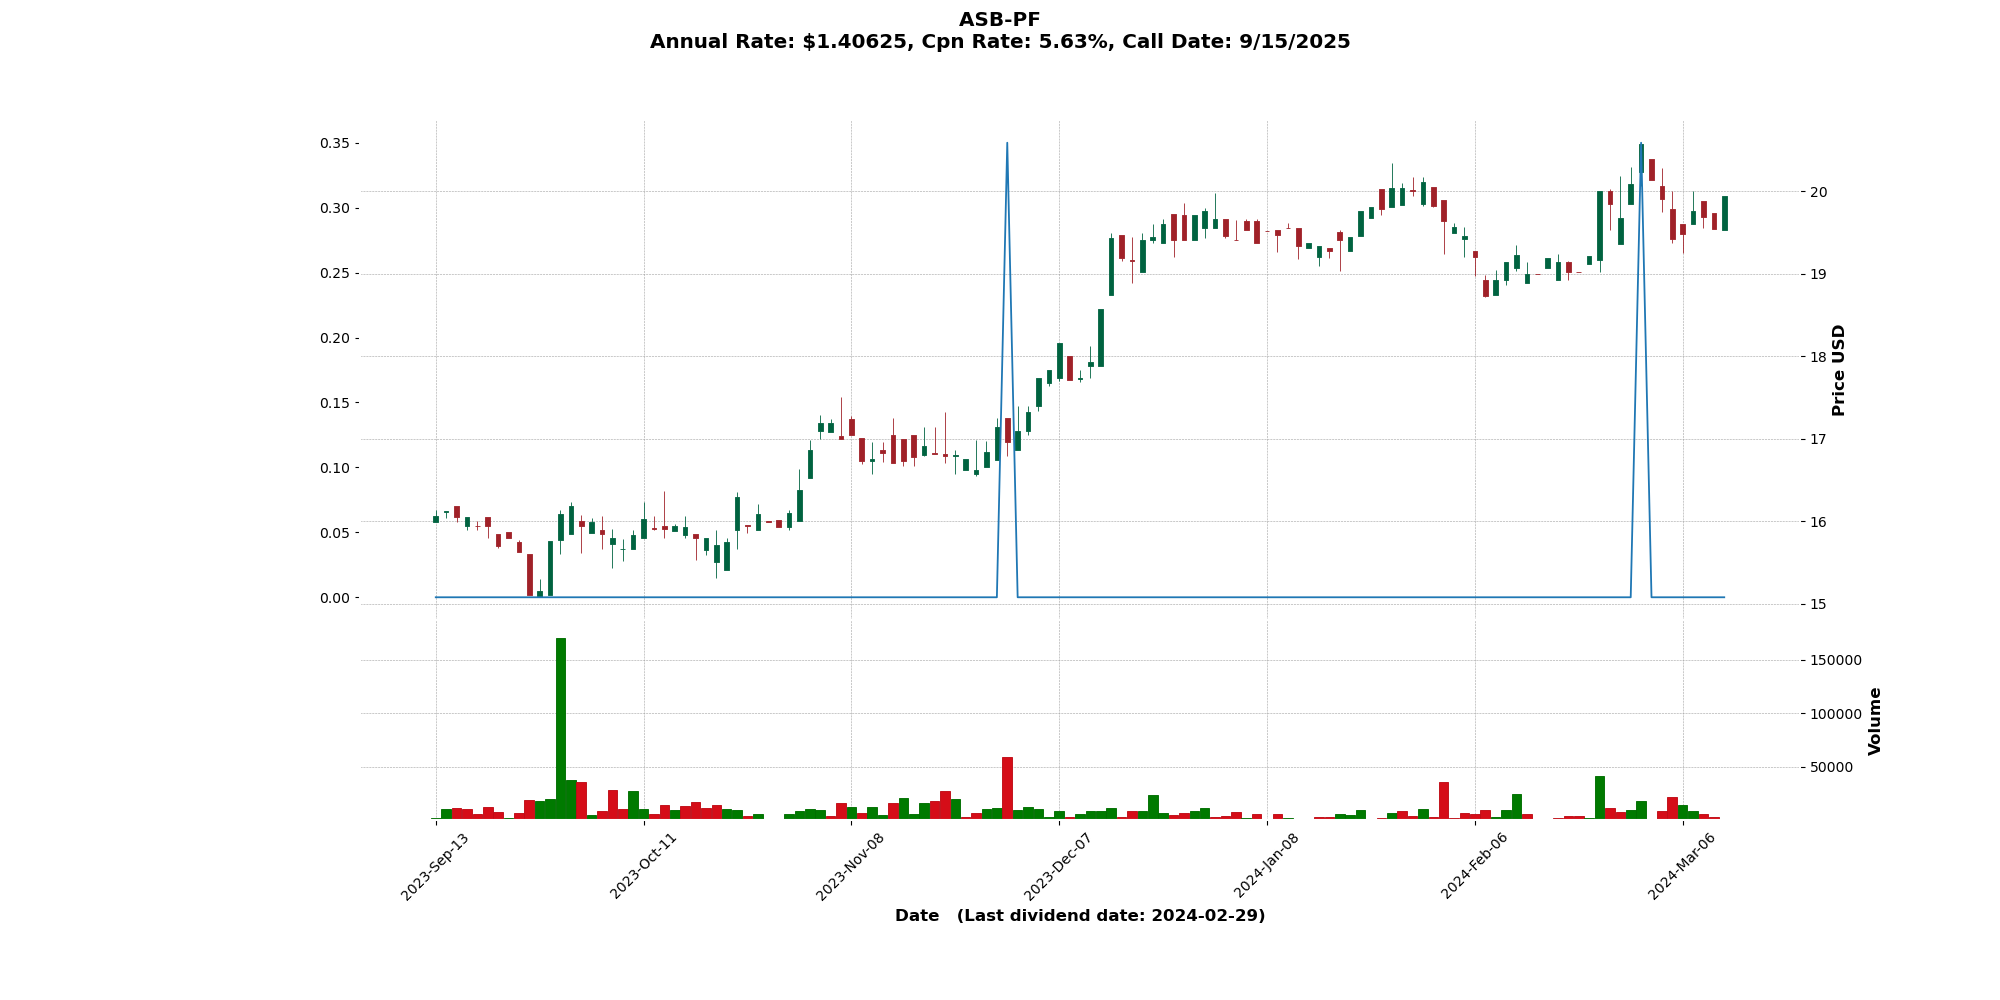 ASB-PF
Annual Rate: $1.40625, Cpn Rate: 5.63%, Call Date: 9/15/2025
0.35
0.30
0.25
0.20
0.15
0.10
0.05
0.00
20
19
18
17
16
15
Price USD
150000
100000
50000
Volume
2023-Sep-13
2023-Oct-11
2023-Nov-08
2023-Dec-07
2024-Jan-08
2024-Feb-06
2024-Mar-06
Date (Last dividend date: 2024-02-29)